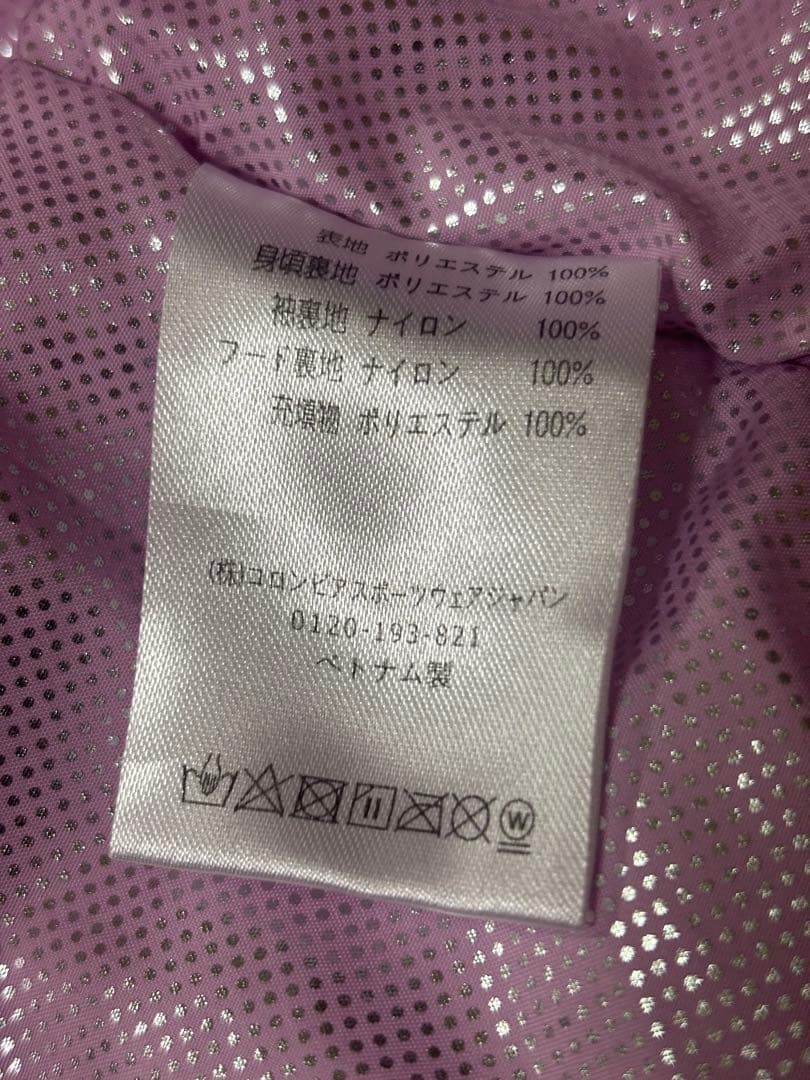 表地 ポリエステル 100%
身頃裏地 ポリエステル 100%
袖裏地 ナイロン 100%
フード裏地 ナイロン 100%
充填物 ポリエステル 100%
(株)コロンビアスポーツウェアジャパン
0120-193-821
ベトナム製
W